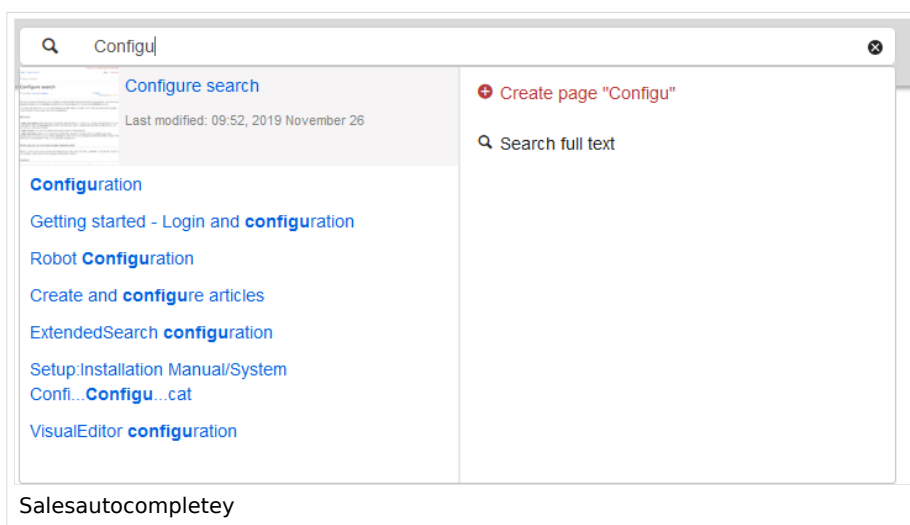 Configu
Configure search
Last modified: 09:52, 2019 November 26
Configuration
Getting started - Login and configuration
Robot Configuration
Create and configure articles
ExtendedSearch configuration
Setup:Installation Manual/System
Confi...Configu...cat
VisualEditor configuration
Create page "Configu"
Search full text
Salesautocompletey